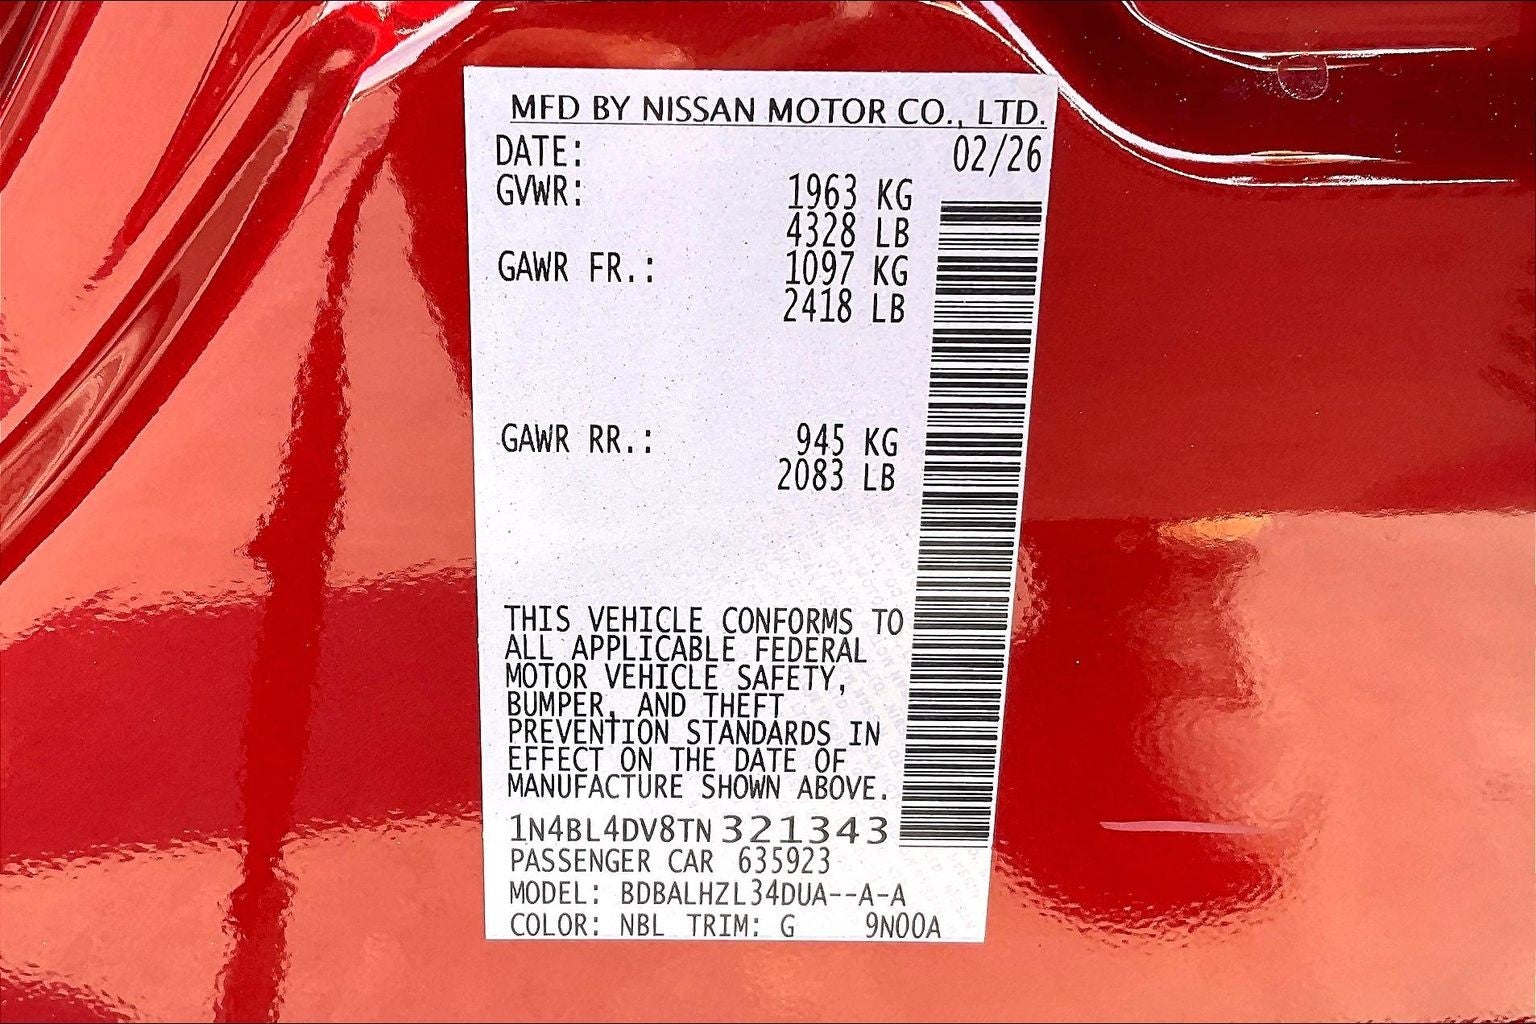 MFD BY NISSAN MOTOR CO., LTD.
DATE: 02/26
GVWR: 1963 KG
4328 LB
GAWR FR.: 1097 KG
2418 LB
GAWR RR.: 945 KG
2083 LB
THIS VEHICLE CONFORMS TO
ALL APPLICABLE FEDERAL
MOTOR VEHICLE SAFETY,
BUMPER, AND THEFT
PREVENTION STANDARDS IN
EFFECT ON THE DATE OF
MANUFACTURE SHOWN ABOVE.
1N4BL4DV8TN321343
PASSENGER CAR 635923
MODEL: BDBALHZL34DUA--A-A
COLOR: NBL TRIM: G 9N00A